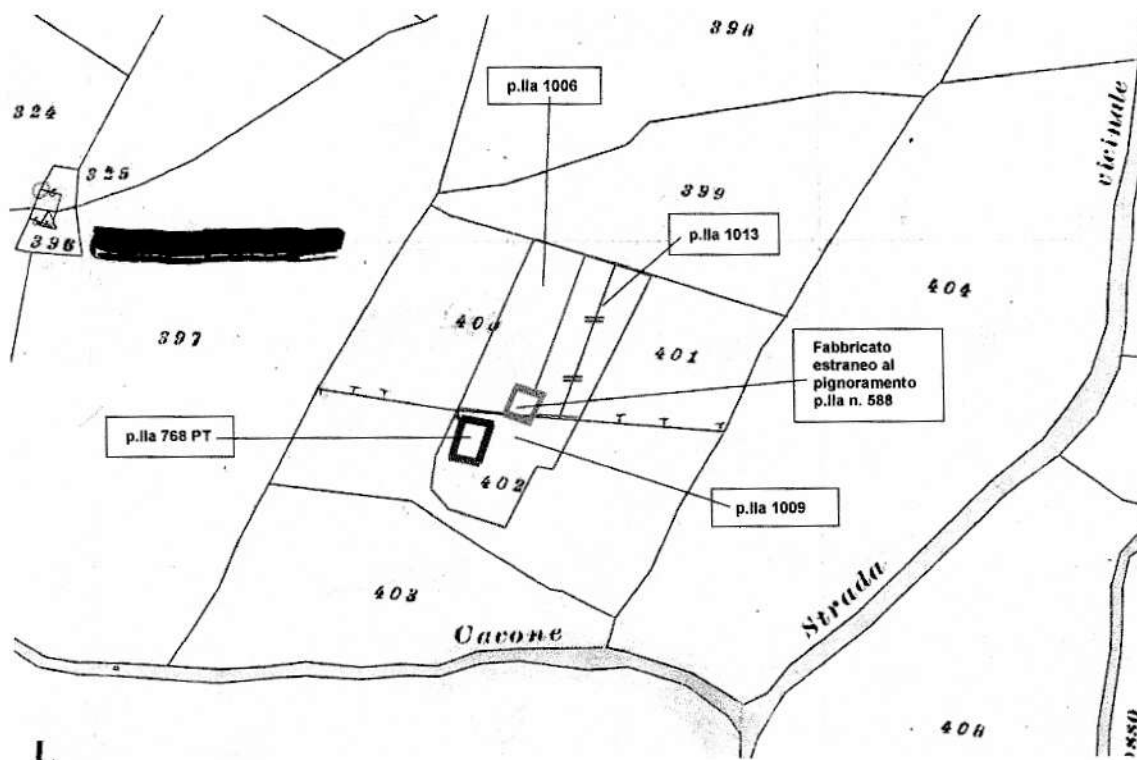 398
p.lla 1006
324
vicinale
325
399
p.lla 1013
396
404
397
400
401
Fabbricato
estraneo al
pignoramento
p.lla n. 588
p.lla 768 PT
402
p.lla 1009
403
Cavone
Strada
408